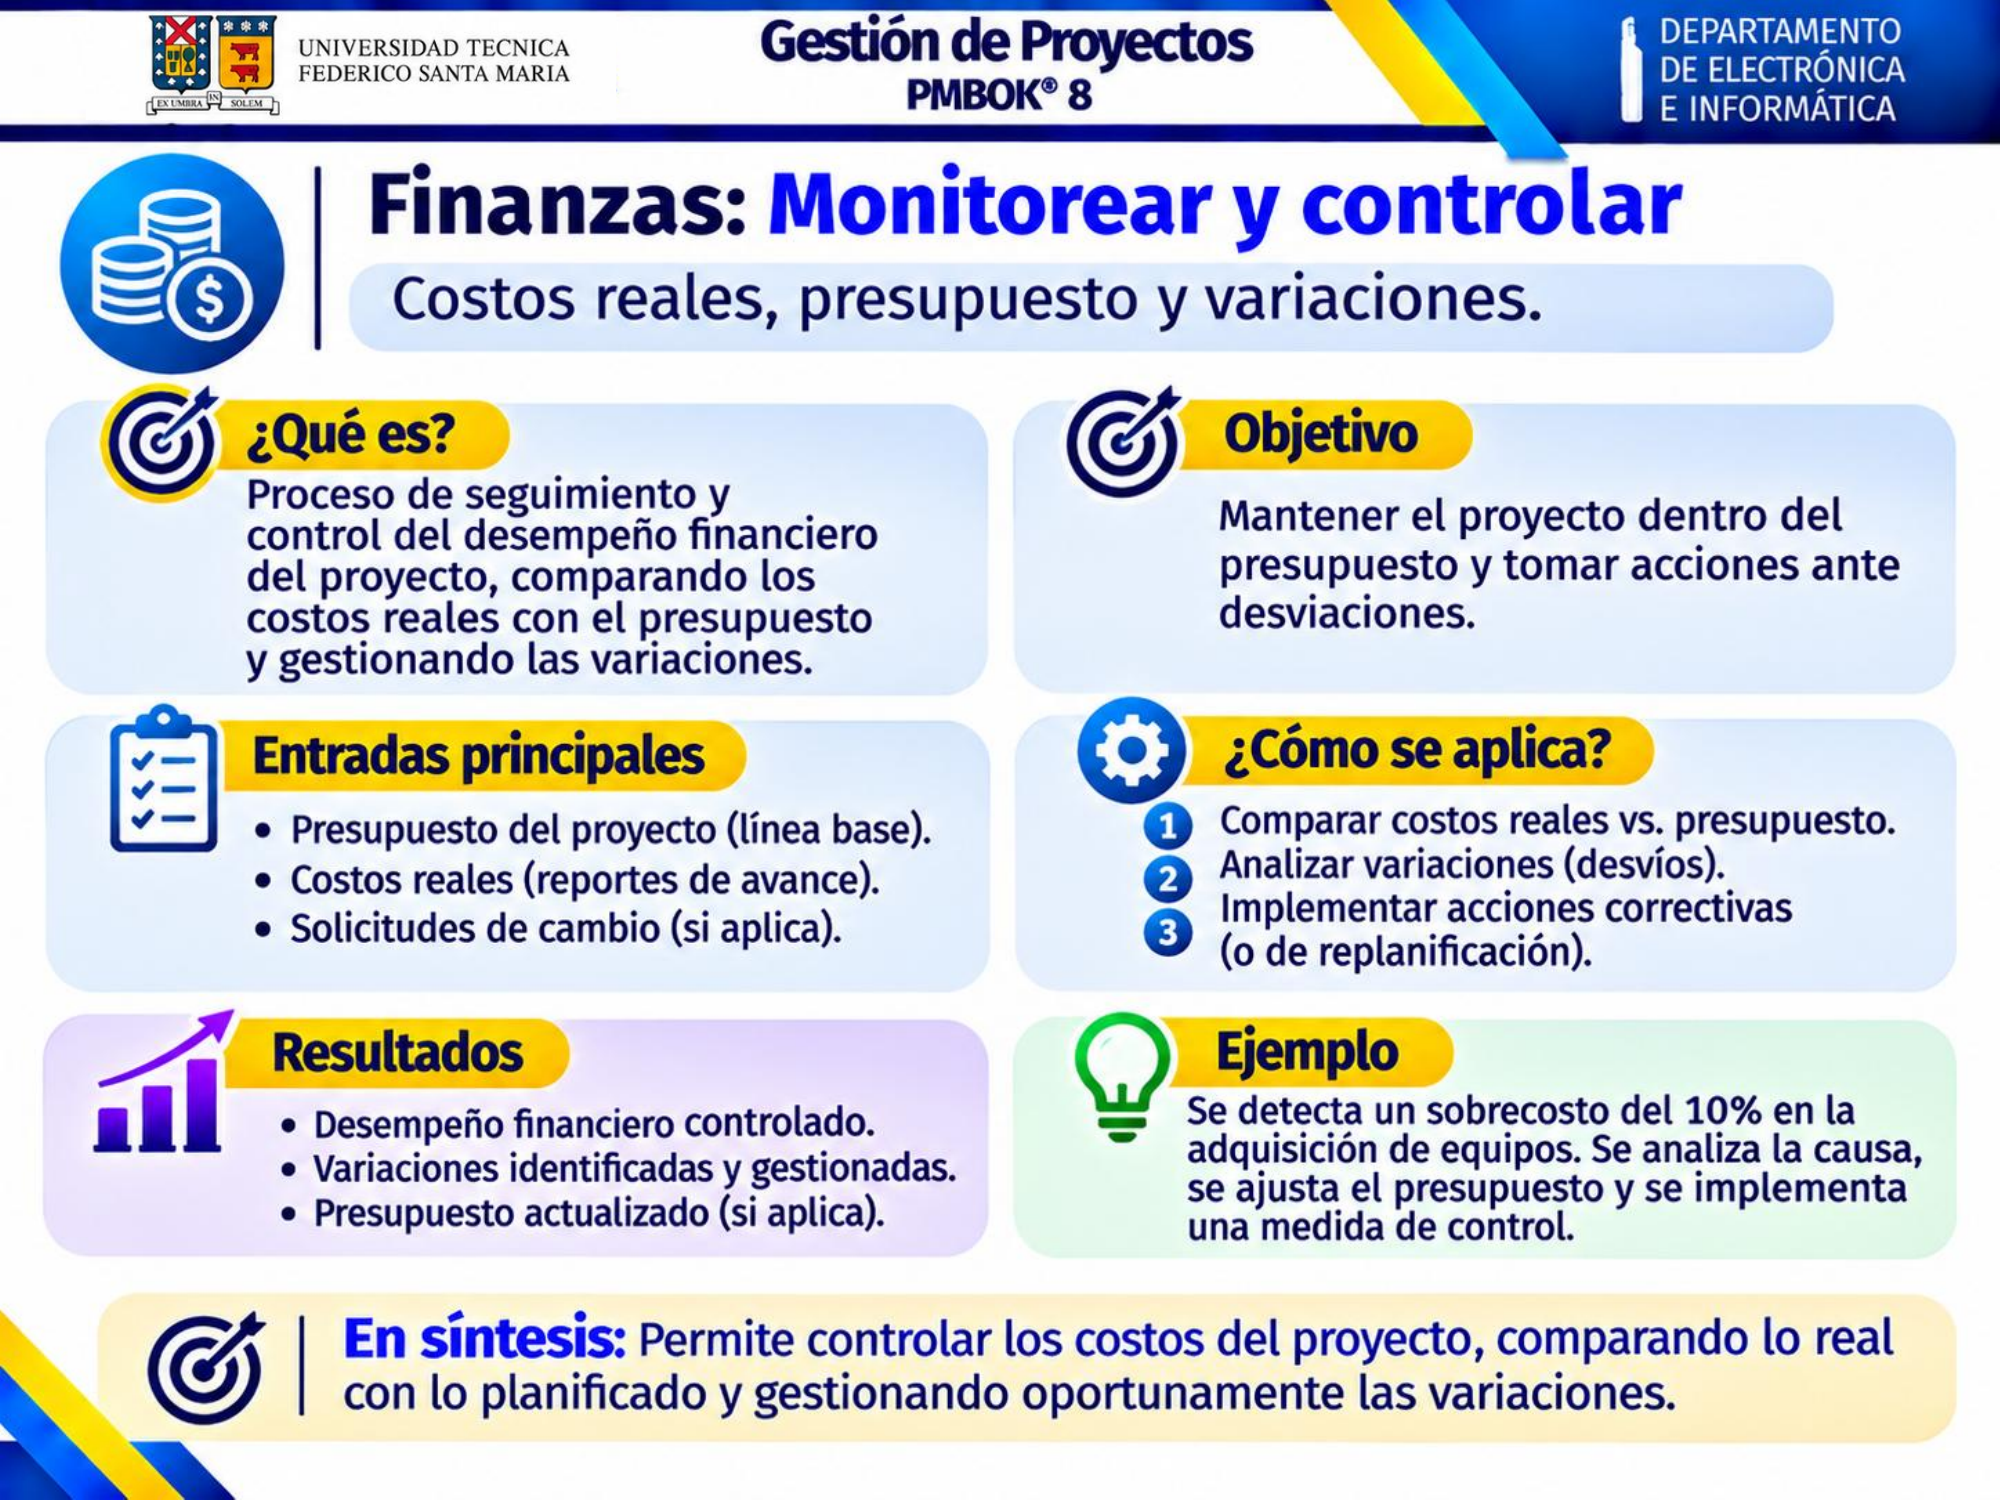 UNIVERSIDAD TECNICA
FEDERICO SANTA MARIA
EX UMBRA IN SOLEM
Gestión de Proyectos
PMBOK® 8
DEPARTAMENTO
DE ELECTRÓNICA
E INFORMÁTICA
Finanzas: Monitorear y controlar
Costos reales, presupuesto y variaciones.
¿Qué es?
Proceso de seguimiento y
control del desempeño financiero
del proyecto, comparando los
costos reales con el presupuesto
y gestionando las variaciones.
Objetivo
Mantener el proyecto dentro del
presupuesto y tomar acciones ante
desviaciones.
Entradas principales
• Presupuesto del proyecto (línea base).
• Costos reales (reportes de avance).
• Solicitudes de cambio (si aplica).
¿Cómo se aplica?
1 Comparar costos reales vs. presupuesto.
2 Analizar variaciones (desvíos).
3 Implementar acciones correctivas
(o de replanificación).
Resultados
• Desempeño financiero controlado.
• Variaciones identificadas y gestionadas.
• Presupuesto actualizado (si aplica).
Ejemplo
Se detecta un sobrecosto del 10% en la
adquisición de equipos. Se analiza la causa,
se ajusta el presupuesto y se implementa
una medida de control.
En síntesis: Permite controlar los costos del proyecto, comparando lo real
con lo planificado y gestionando oportunamente las variaciones.